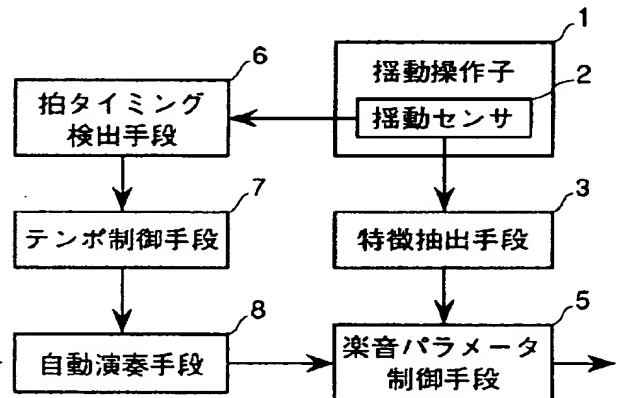 1
揺動操作子
2
揺動センサ
6
拍タイミング
検出手段
7
テンポ制御手段
3
特徴抽出手段
8
自動演奏手段
5
楽音パラメータ
制御手段